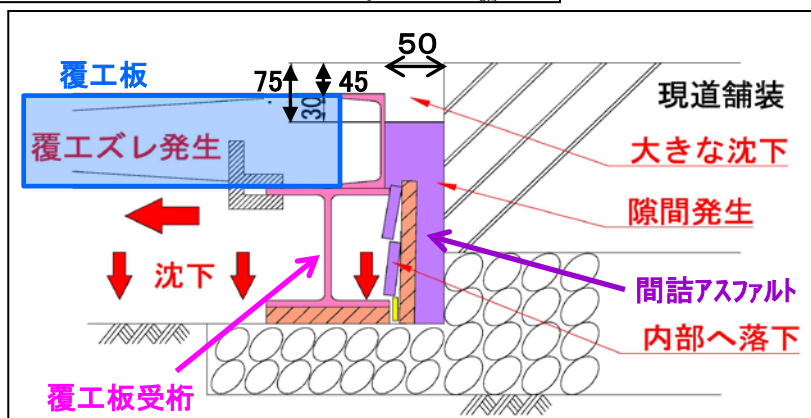 50
覆工板
75
45
30
現道舗装
覆工ズレ発生
大きな沈下
隙間発生
沈下
間詰アスファルト
内部へ落下
覆工板受桁